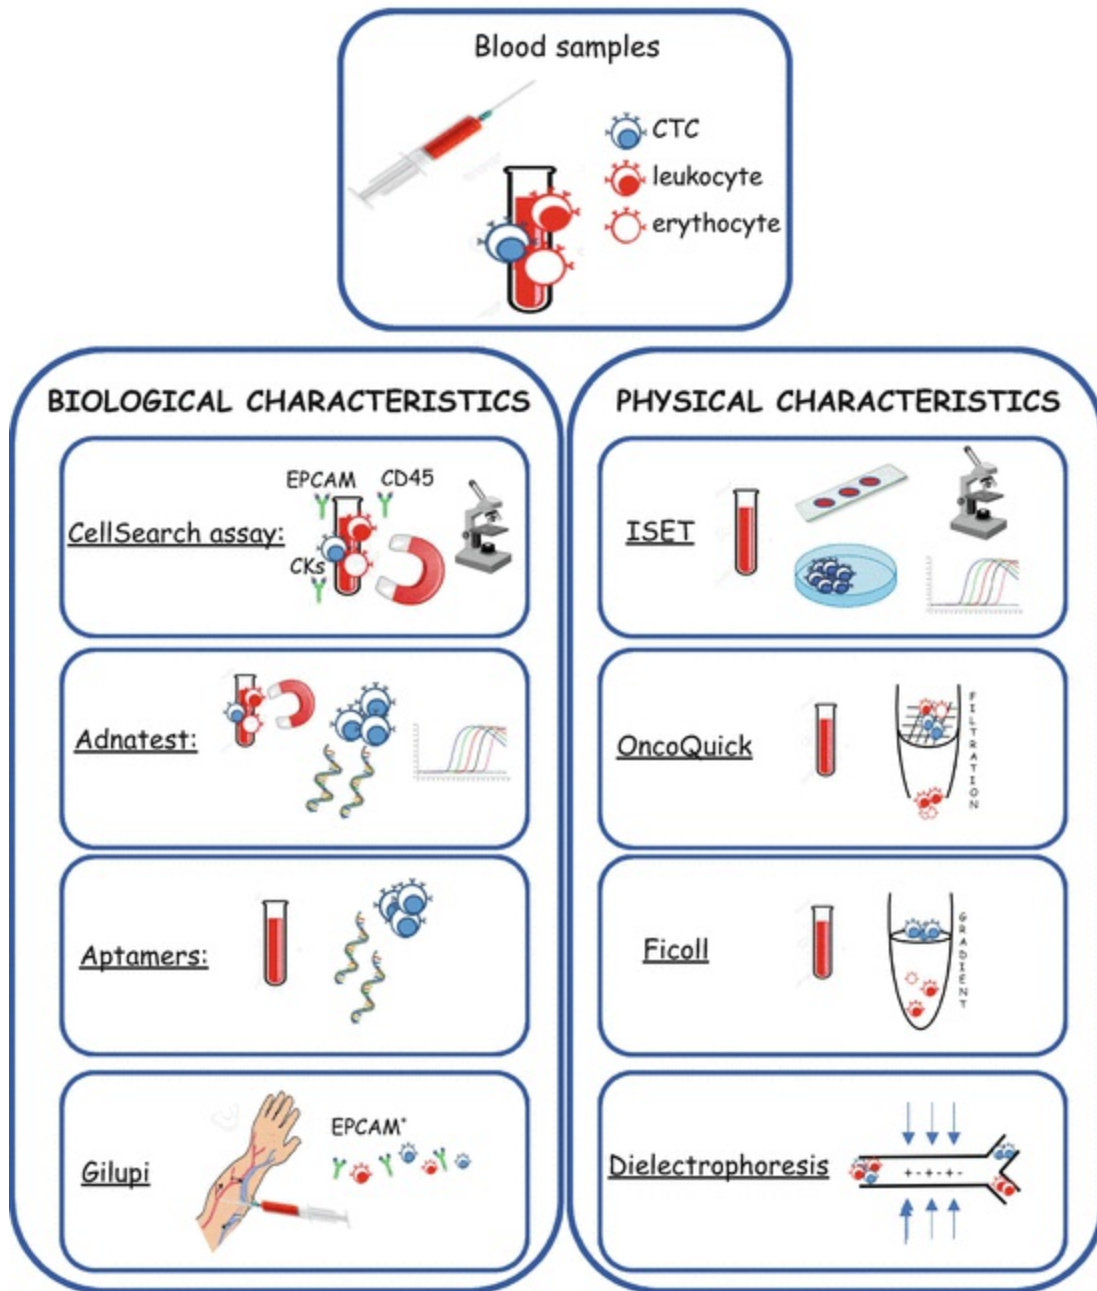 Blood samples
CTC
leukocyte
erythocyte
BIOLOGICAL CHARACTERISTICS
CellSearch assay:
EPCAM
CD45
CKs
Adnatest:
Aptamers:
Gilupi
EPCAM+
PHYSICAL CHARACTERISTICS
ISET
OncoQuick
FILTRATION
Ficoll
GRADIENT
Dielectrophoresis
+-+-+-